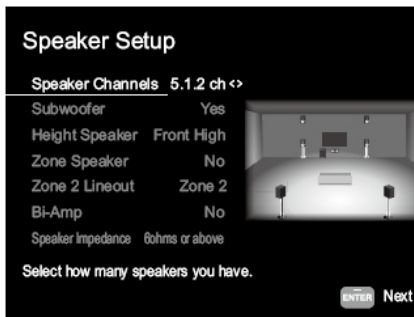 Speaker Setup
Speaker Channels 5.1.2 ch <>
Subwoofer Yes
Height Speaker Front High
Zone Speaker No
Zone 2 Lineout Zone 2
Bi-Amp No
Speaker Impedance 6ohms or above
Select how many speakers you have.
ENTER Next